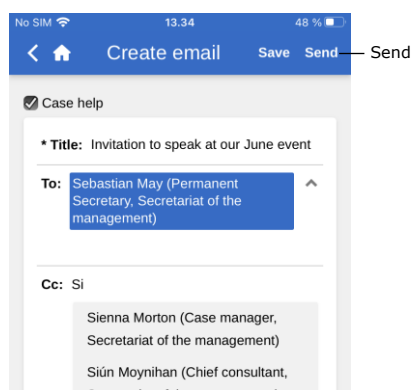 No SIM 13.34 48 %
Create email Save Send Send
Case help
* Title: Invitation to speak at our June event
To: Sebastian May (Permanent
Secretary, Secretariat of the
management)
Cc: Si
Sienna Morton (Case manager,
Secretariat of the management)
Siún Moynihan (Chief consultant,